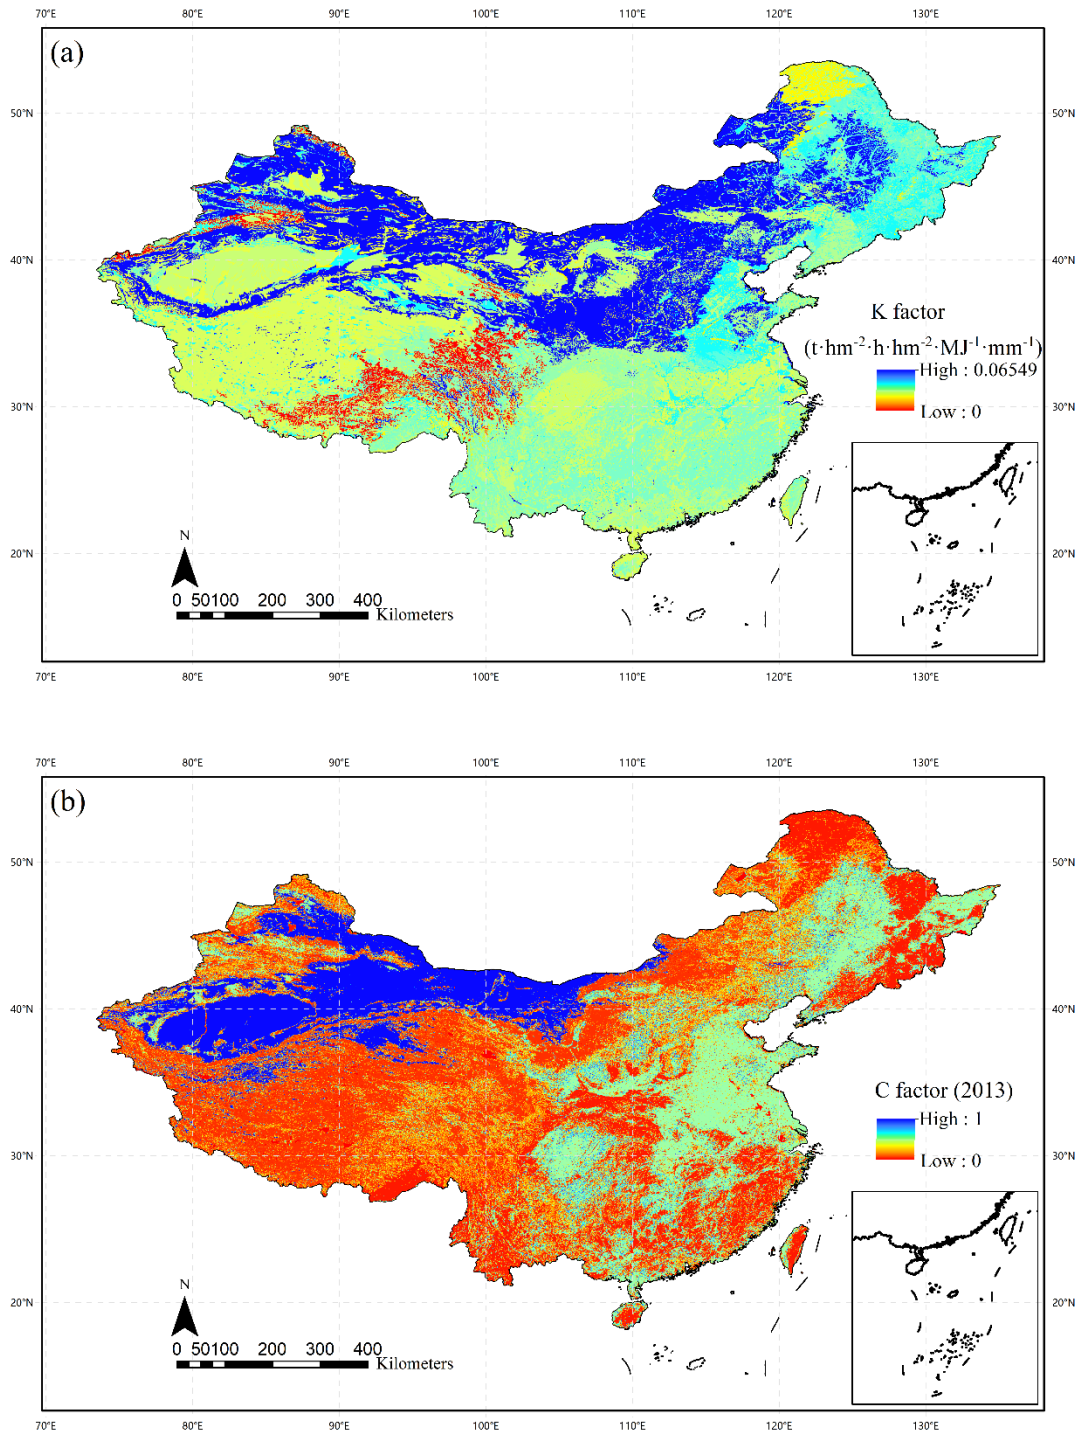 70°E 80°E 90°E 100°E 110°E 120°E 130°E
(a)
50°N 50°N
40°N 40°N
K factor
(t·hm⁻²·h·hm⁻²·MJ⁻¹·mm⁻¹)
High : 0.06549
30°N 30°N
Low : 0
N
20°N 20°N
0 50100 200 300 400
Kilometers
70°E 80°E 90°E 100°E 110°E 120°E 130°E
70°E 80°E 90°E 100°E 110°E 120°E 130°E
(b)
50°N 50°N
40°N 40°N
C factor (2013)
High : 1
30°N 30°N
Low : 0
N
20°N 20°N
0 50100 200 300 400
Kilometers
70°E 80°E 90°E 100°E 110°E 120°E 130°E